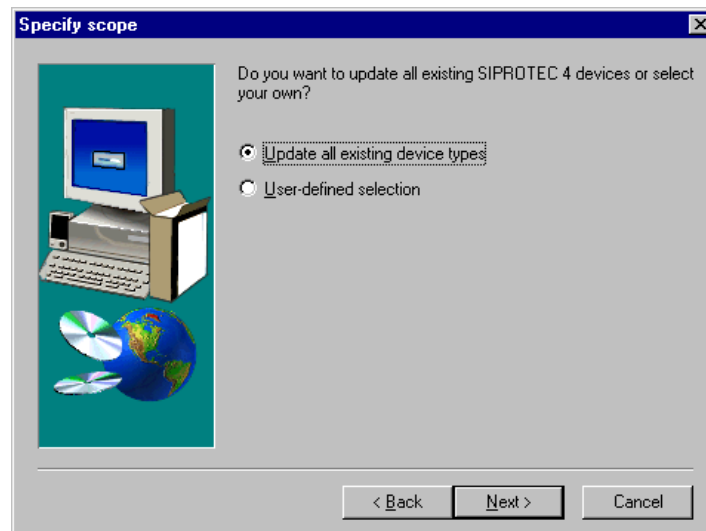 Specify scope
Do you want to update all existing SIPROTEC 4 devices or select
your own?
Update all existing device types
User-defined selection
< Back
Next >
Cancel